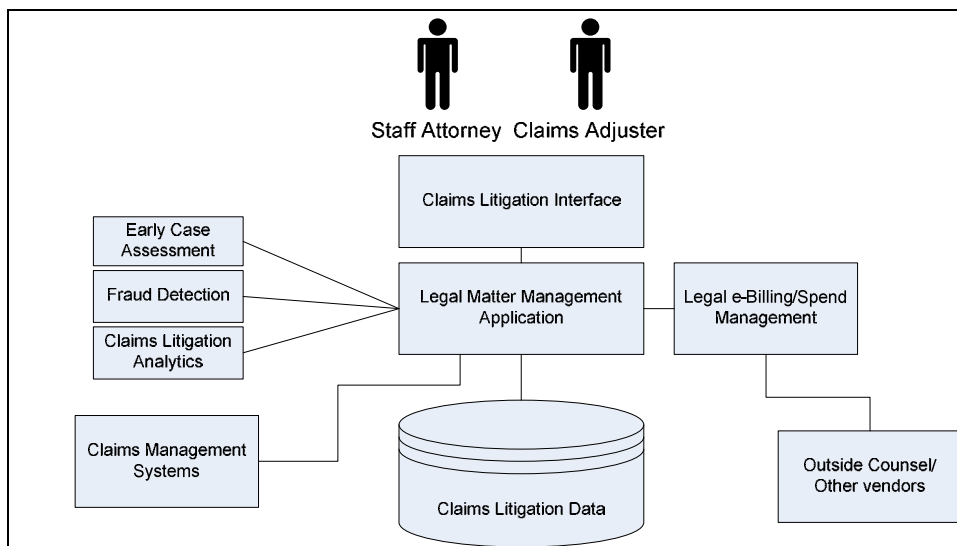 Staff Attorney Claims Adjuster
Claims Litigation Interface
Early Case
Assessment
Fraud Detection
Claims Litigation
Analytics
Legal Matter Management
Application
Legal e-Billing/Spend
Management
Claims Management
Systems
Claims Litigation Data
Outside Counsel/
Other vendors